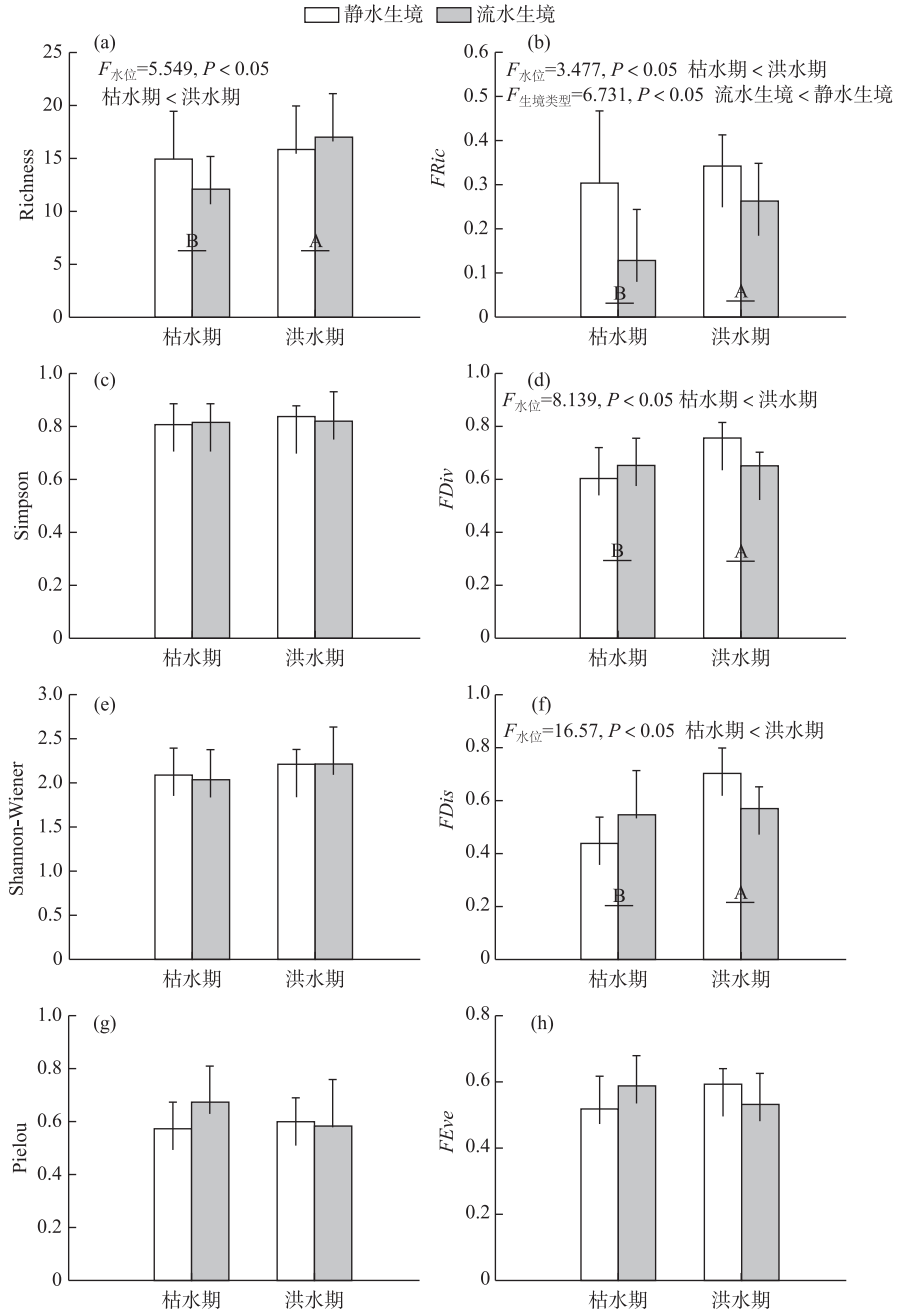 静水生境 流水生境
(a)
F水位=5.549, P < 0.05
枯水期 < 洪水期
25
20
15
10
5
0
Richness
B
A
枯水期 洪水期
(b)
F水位=3.477, P < 0.05 枯水期 < 洪水期
F生境类型=6.731, P < 0.05 流水生境 < 静水生境
0.6
0.5
0.4
0.3
0.2
0.1
0
FRic
B
A
枯水期 洪水期
(c)
1.0
0.8
0.6
0.4
0.2
0
Simpson
枯水期 洪水期
(d)
F水位=8.139, P < 0.05 枯水期 < 洪水期
1.0
0.8
0.6
0.4
0.2
0
FDiv
B
A
枯水期 洪水期
(e)
3.0
2.5
2.0
1.5
1.0
0.5
0
Shannon-Wiener
枯水期 洪水期
(f)
F水位=16.57, P < 0.05 枯水期 < 洪水期
1.0
0.8
0.6
0.4
0.2
0
FDis
B
A
枯水期 洪水期
(g)
1.0
0.8
0.6
0.4
0.2
0
Pielou
枯水期 洪水期
(h)
0.8
0.6
0.4
0.2
0
FEve
枯水期 洪水期